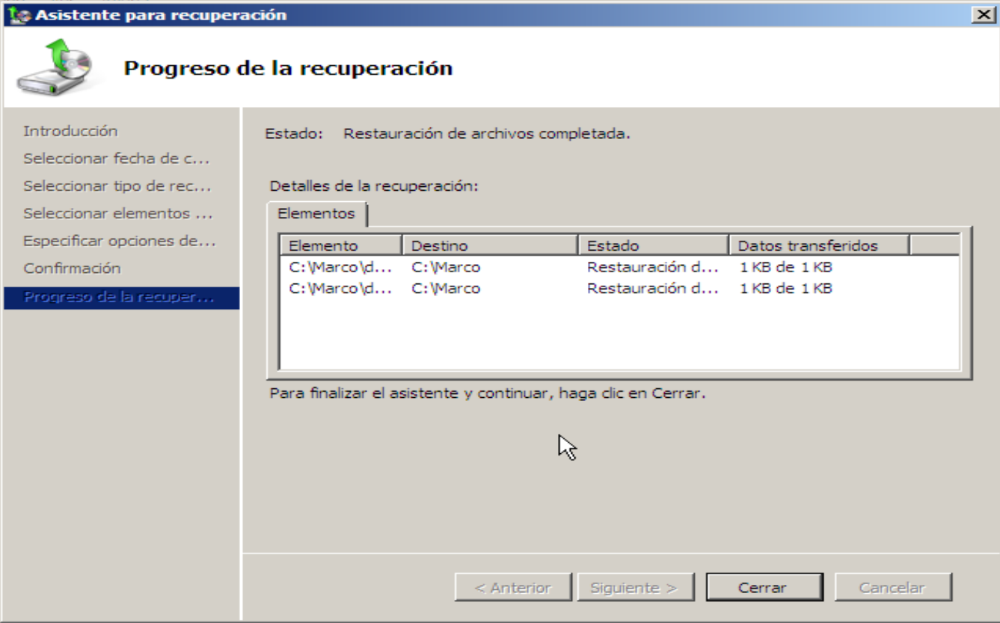 Asistente para recuperación
Progreso de la recuperación
Introducción
Seleccionar fecha de c...
Seleccionar tipo de rec...
Seleccionar elementos ...
Especificar opciones de...
Confirmación
Progreso de la recuper...
Estado: Restauración de archivos completada.
Detalles de la recuperación:
Elementos
Elemento Destino Estado Datos transferidos
C:\Marco\d... C:\Marco Restauración d... 1 KB de 1 KB
C:\Marco\d... C:\Marco Restauración d... 1 KB de 1 KB
Para finalizar el asistente y continuar, haga clic en Cerrar.
< Anterior Siguiente > Cerrar Cancelar